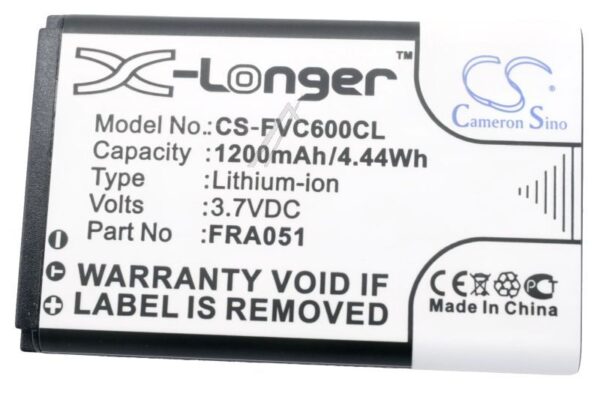 X-Longer™
CS
Cameron Sino
Model No.: CS-FVC600CL
Capacity: 1200mAh/4.44Wh
Type: Lithium-ion
Volts: 3.7VDC
Part No.: FRA051
WARRANTY VOID IF
LABEL IS REMOVED
CE
Made In China